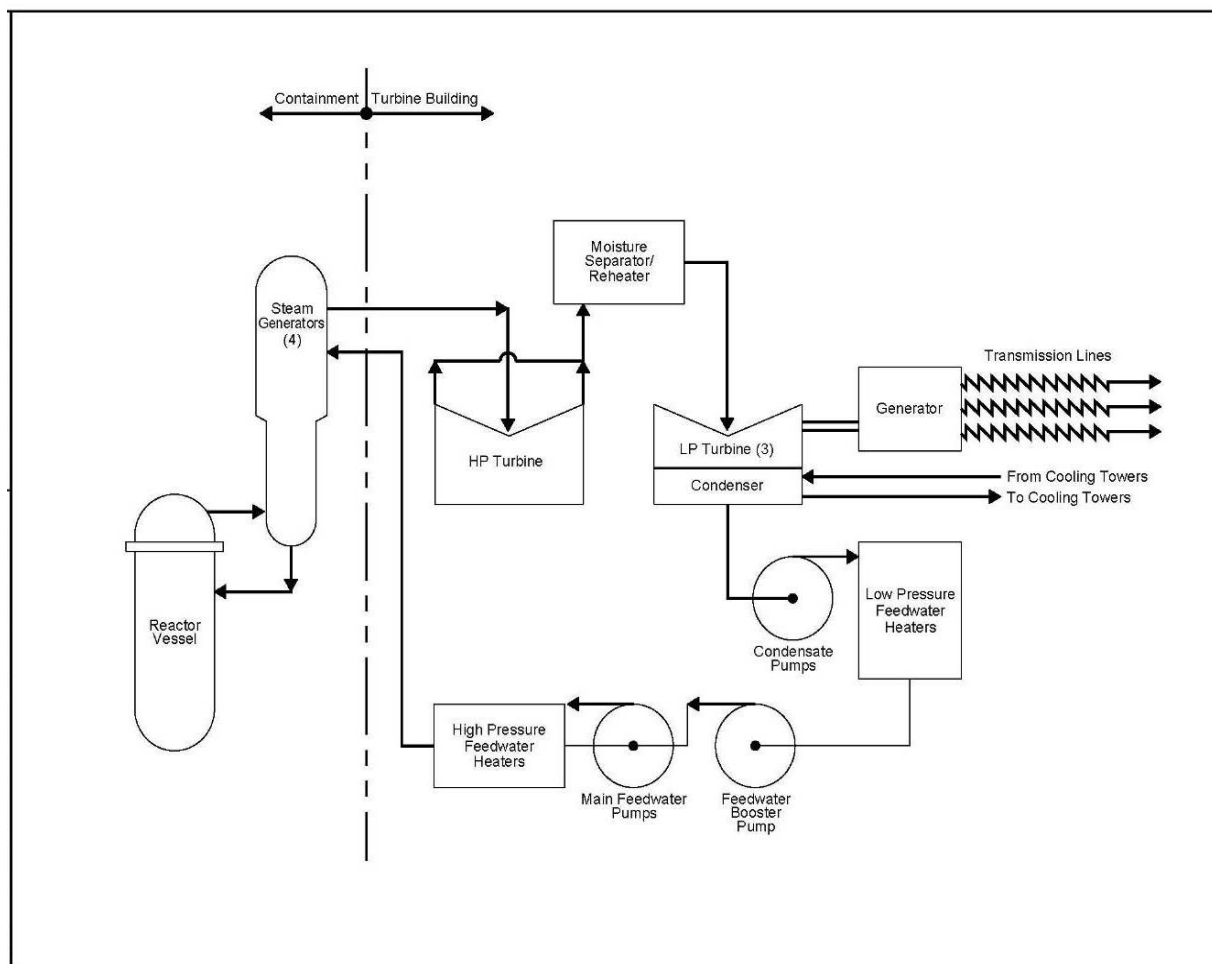 Containment
Turbine Building
Moisture
Separator/
Reheater
Steam
Generators
(4)
Transmission Lines
Generator
HP Turbine
LP Turbine (3)
Condenser
From Cooling Towers
To Cooling Towers
Reactor
Vessel
Low Pressure
Feedwater
Heaters
Condensate
Pumps
High Pressure
Feedwater
Heaters
Main Feedwater
Pumps
Feedwater
Booster
Pump